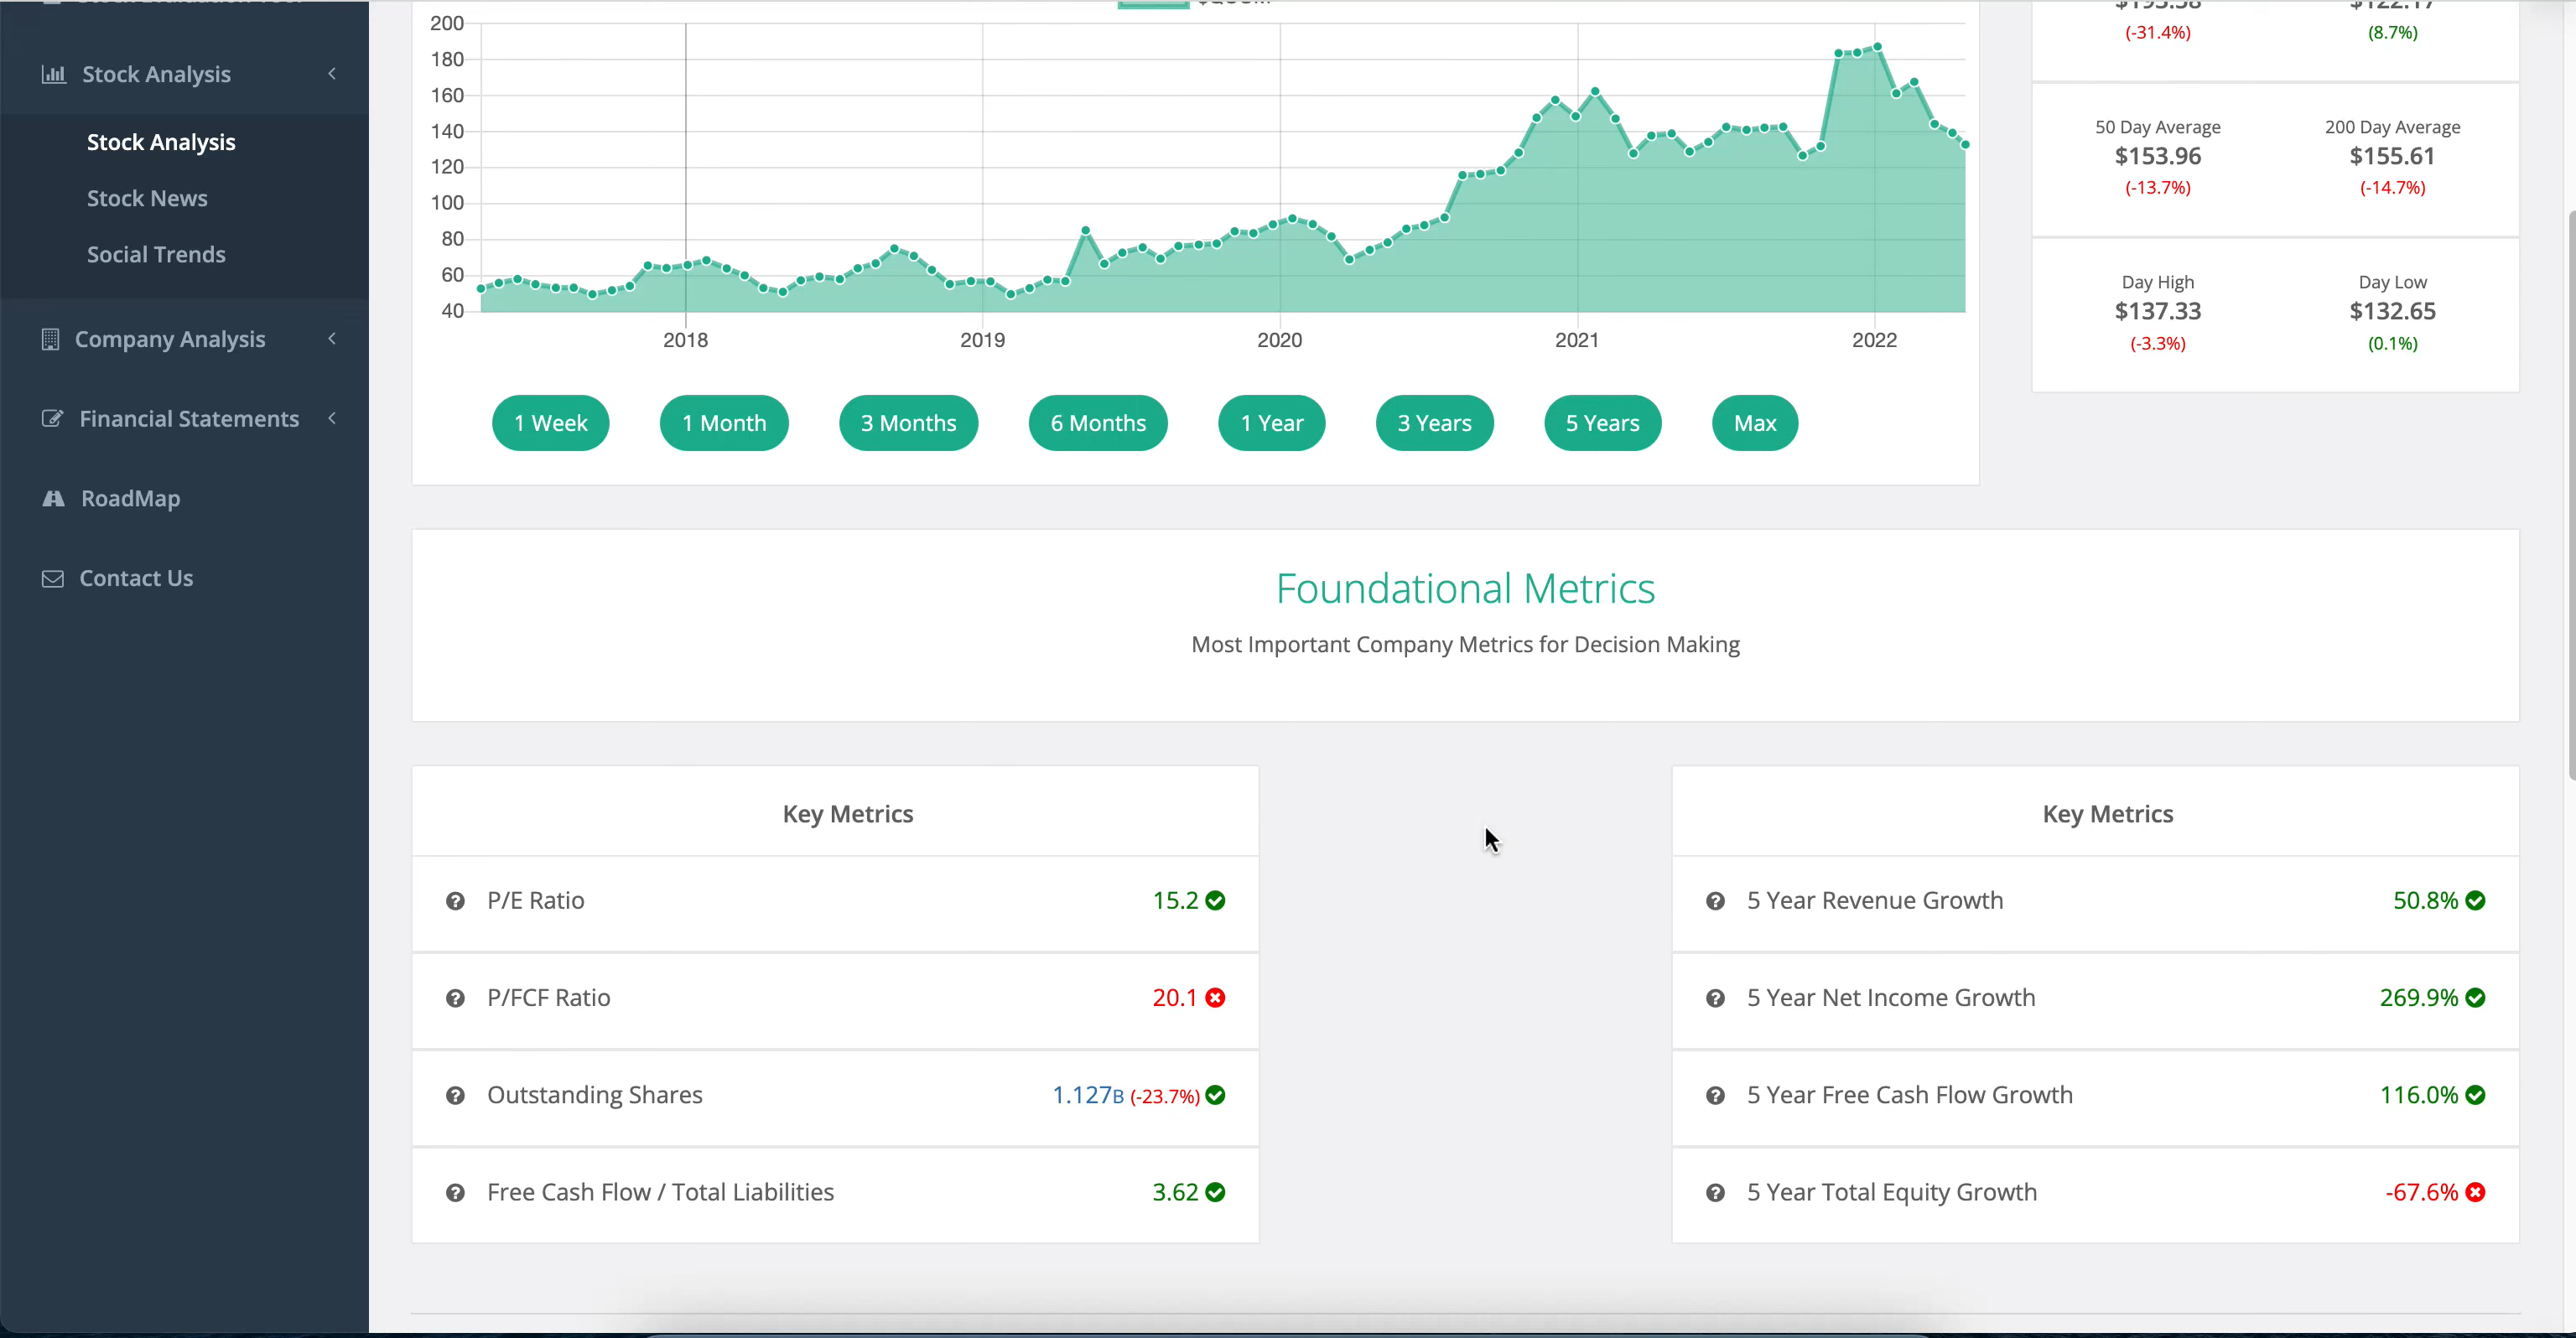 Stock Analysis
Stock Analysis
Stock News
Social Trends
Company Analysis
Financial Statements
RoadMap
Contact Us
200
180
160
140
120
100
80
60
40
2018 2019 2020 2021 2022
1 Week 1 Month 3 Months 6 Months 1 Year 3 Years 5 Years Max
(-31.4%) (8.7%)
50 Day Average 200 Day Average
$153.96 $155.61
(-13.7%) (-14.7%)
Day High Day Low
$137.33 $132.65
(-3.3%) (0.1%)
Foundational Metrics
Most Important Company Metrics for Decision Making
Key Metrics
P/E Ratio 15.2
P/FCF Ratio 20.1
Outstanding Shares 1.127B (-23.7%)
Free Cash Flow / Total Liabilities 3.62
Key Metrics
5 Year Revenue Growth 50.8%
5 Year Net Income Growth 269.9%
5 Year Free Cash Flow Growth 116.0%
5 Year Total Equity Growth -67.6%